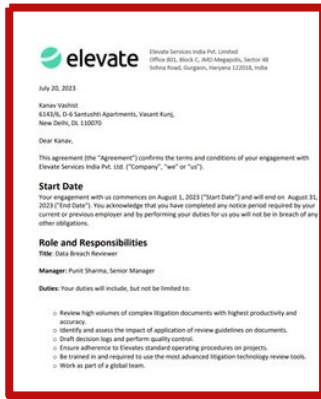 elevate
Elevate Services India Pvt. Limited
Office 801, Block C, JMD Megapolis, Sector 48
Sohna Road, Gurgaon, Haryana 122018, India
July 20, 2023
Kanav Vashist
6143/6, D-6 Santushti Apartments, Vasant Kunj,
New Delhi, DL 110070
Dear Kanav,
This agreement (the "Agreement") confirms the terms and conditions of your engagement with
Elevate Services India Pvt. Ltd. ("Company", "we" or "us").
Start Date
Your engagement with us commences on August 1, 2023 ("Start Date") and will end on August 31,
2023 ("End Date"). You acknowledge that you have completed any notice period required by your
current or previous employer and by performing your duties for us you will not be in breach of any
other obligations.
Role and Responsibilities
Title: Data Breach Reviewer
Manager: Punit Sharma, Senior Manager
Duties: Your duties will include, but not be limited to:
o Review high volumes of complex litigation documents with highest productivity and
accuracy.
o Identify and assess the impact of application of review guidelines on documents.
o Draft decision logs and perform quality control.
o Ensure adherence to Elevates standard operating procedures on projects.
o Be trained in and required to use the most advanced litigation technology review tools.
o Work as part of a global team.